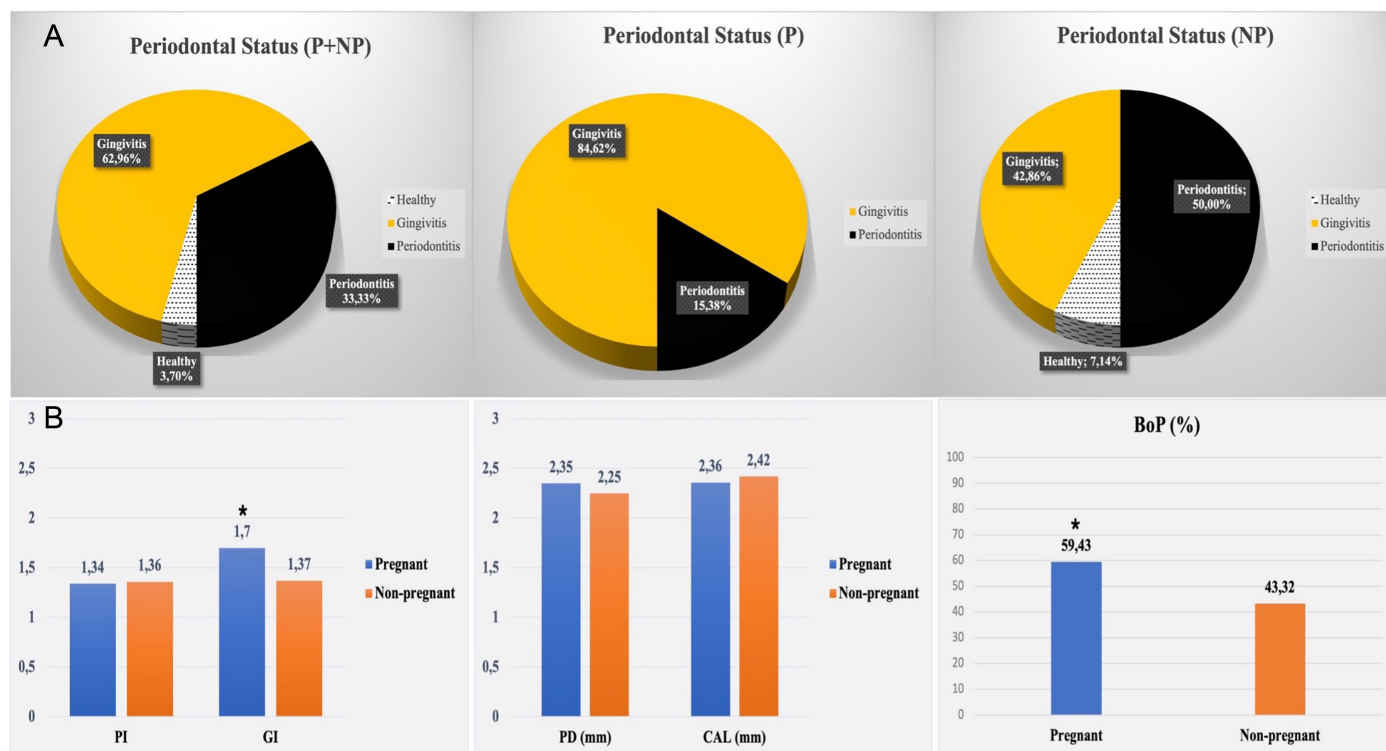 A
Periodontal Status (P+NP)
Gingivitis
62,96%
Periodontitis
33,33%
Healthy
3,70%
Healthy
Gingivitis
Periodontitis
Periodontal Status (P)
Gingivitis
84,62%
Periodontitis
15,38%
Gingivitis
Periodontitis
Periodontal Status (NP)
Gingivitis;
42,86%
Periodontitis;
50,00%
Healthy; 7,14%
Healthy
Gingivitis
Periodontitis
B
3
2,5
2
1,5
1
0,5
0
1,34
1,36
*
1,7
1,37
PI
GI
Pregnant
Non-pregnant
3
2,5
2
1,5
1
0,5
0
2,35
2,25
2,36
2,42
PD (mm)
CAL (mm)
Pregnant
Non-pregnant
BoP (%)
100
90
80
70
60
50
40
30
20
10
0
*
59,43
43,32
Pregnant
Non-pregnant